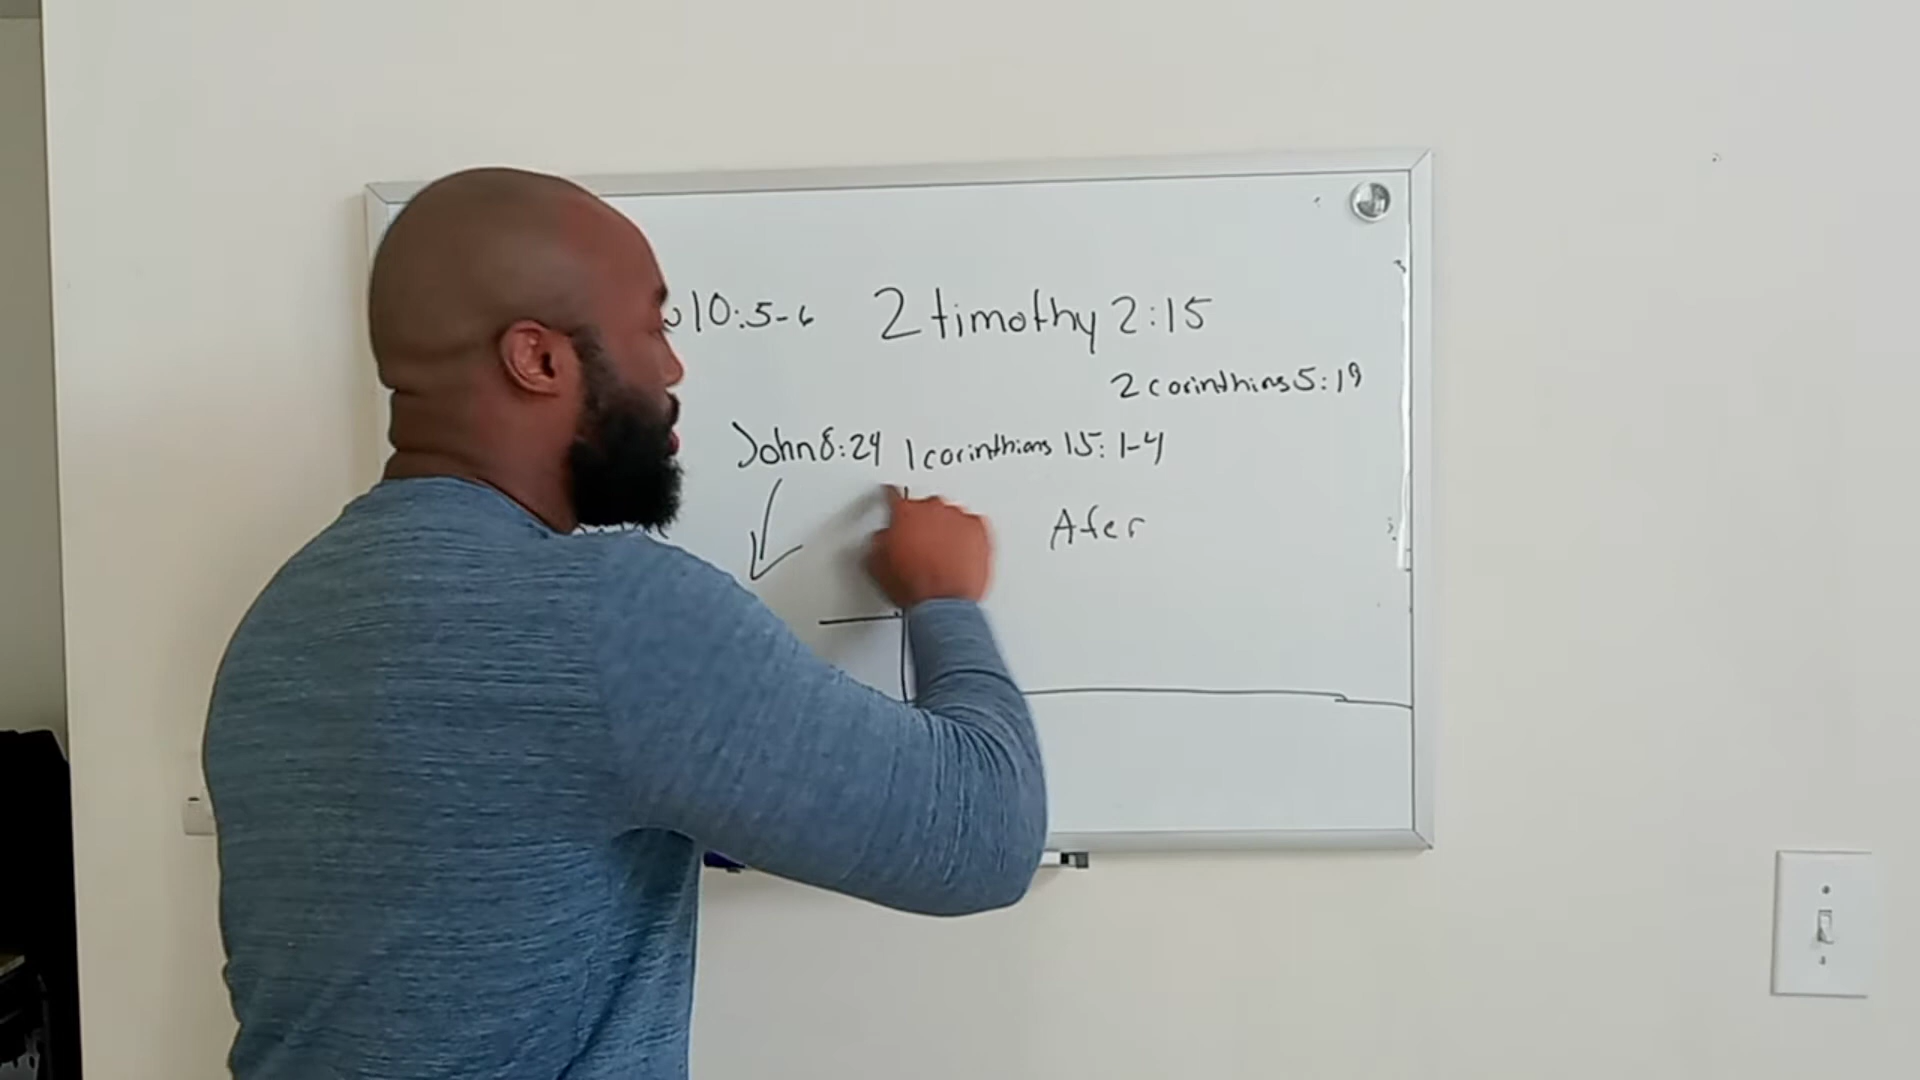 10:5-6 2 timothy 2:15
2 corinthians 5:19
John 8:24 1 corinthians 15:1-4
Afer